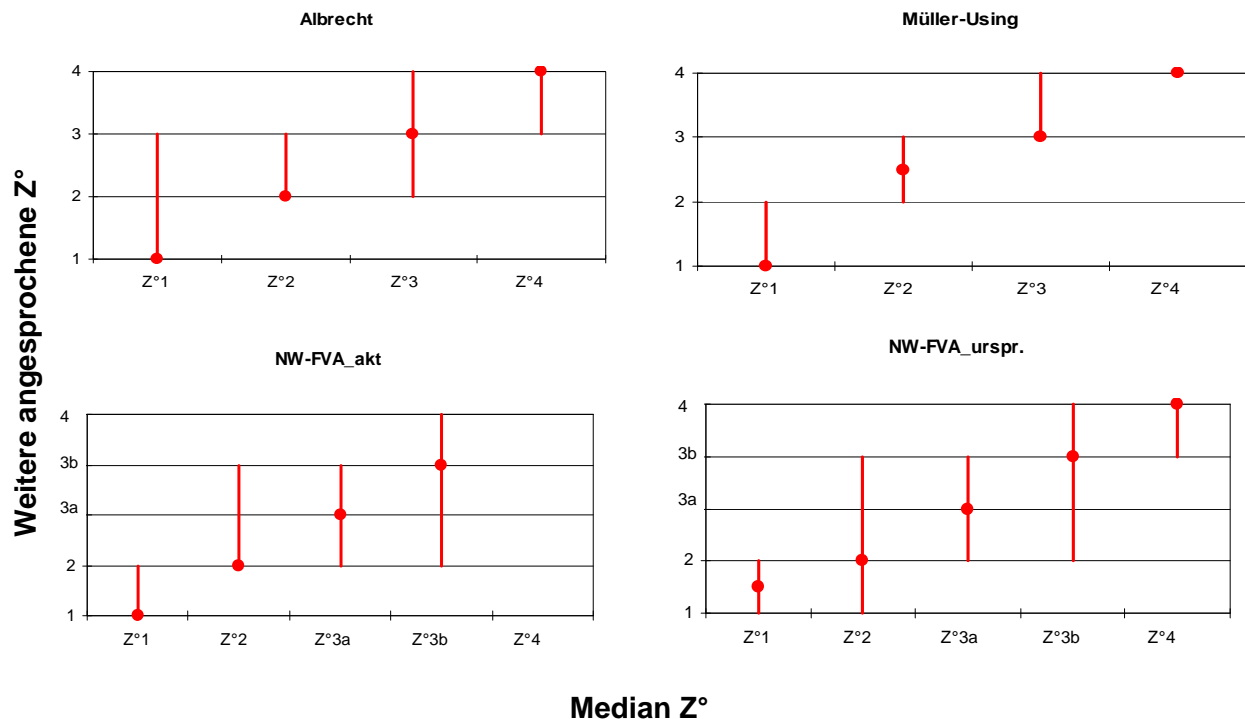 Albrecht
Müller-Using
Weitere angesprochene Z°
4
3
2
1
Z°1 Z°2 Z°3 Z°4
4
3
2
1
Z°1 Z°2 Z°3 Z°4
NW-FVA_akt
NW-FVA_urspr.
4
3b
3a
2
1
Z°1 Z°2 Z°3a Z°3b Z°4
4
3b
3a
2
1
Z°1 Z°2 Z°3a Z°3b Z°4
Median Z°